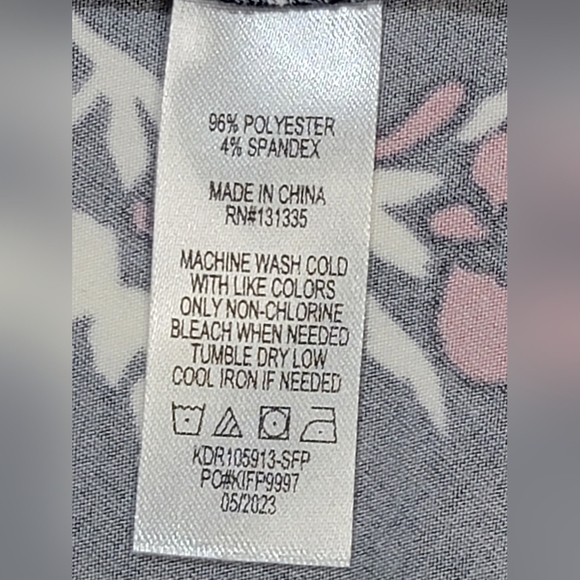 96% POLYESTER
4% SPANDEX
MADE IN CHINA
RN#131335
MACHINE WASH COLD
WITH LIKE COLORS
ONLY NON-CHLORINE
BLEACH WHEN NEEDED
TUMBLE DRY LOW
COOL IRON IF NEEDED
KDR105913-SFP
PO#KIFP9997
05/2023